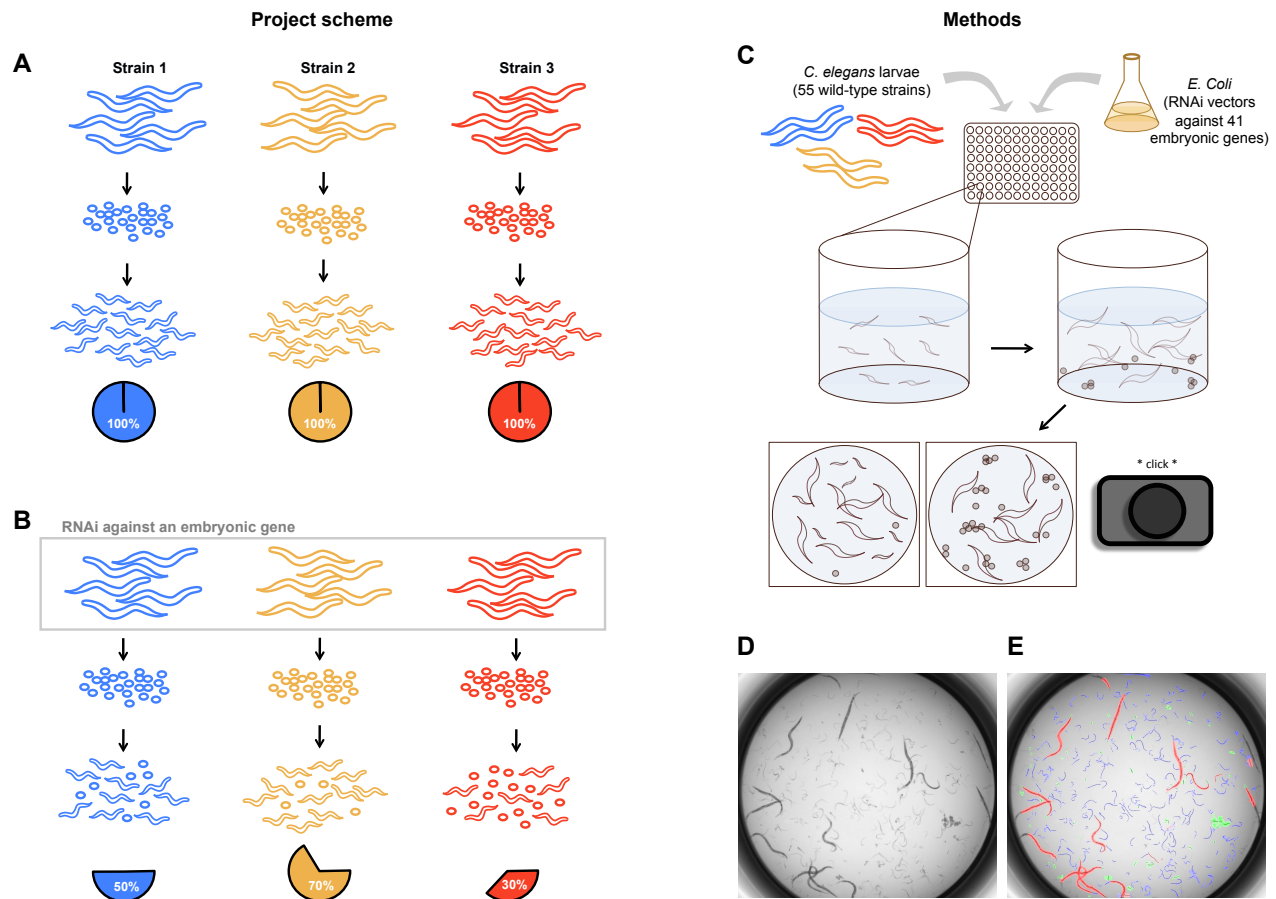 Project scheme
A
Strain 1
Strain 2
Strain 3
100%
100%
100%
B
RNAi against an embryonic gene
50%
70%
30%
Methods
C
C. elegans larvae
(55 wild-type strains)
E. Coli
(RNAi vectors
against 41
embryonic genes)
* click *
D
E